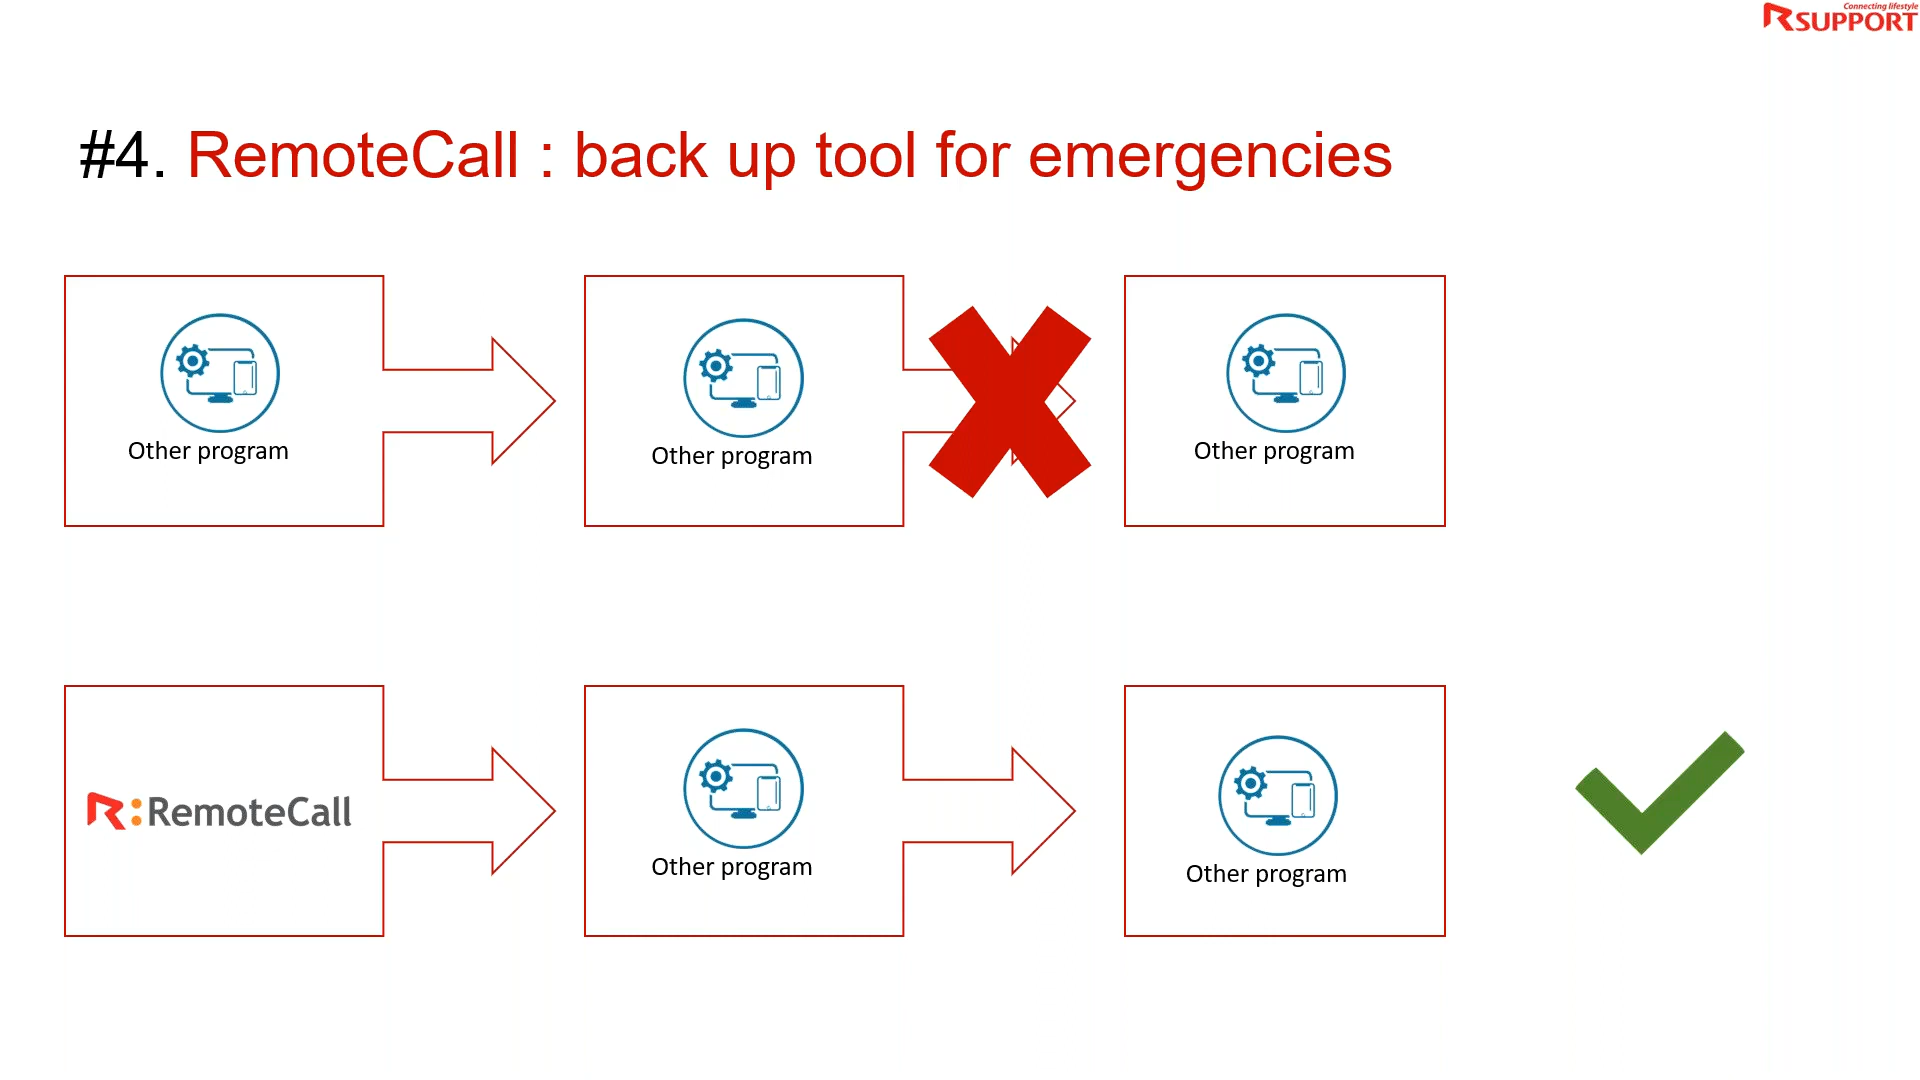 Connecting lifestyle
RSUPPORT
#4. RemoteCall : back up tool for emergencies
Other program
Other program
Other program
R:RemoteCall
Other program
Other program